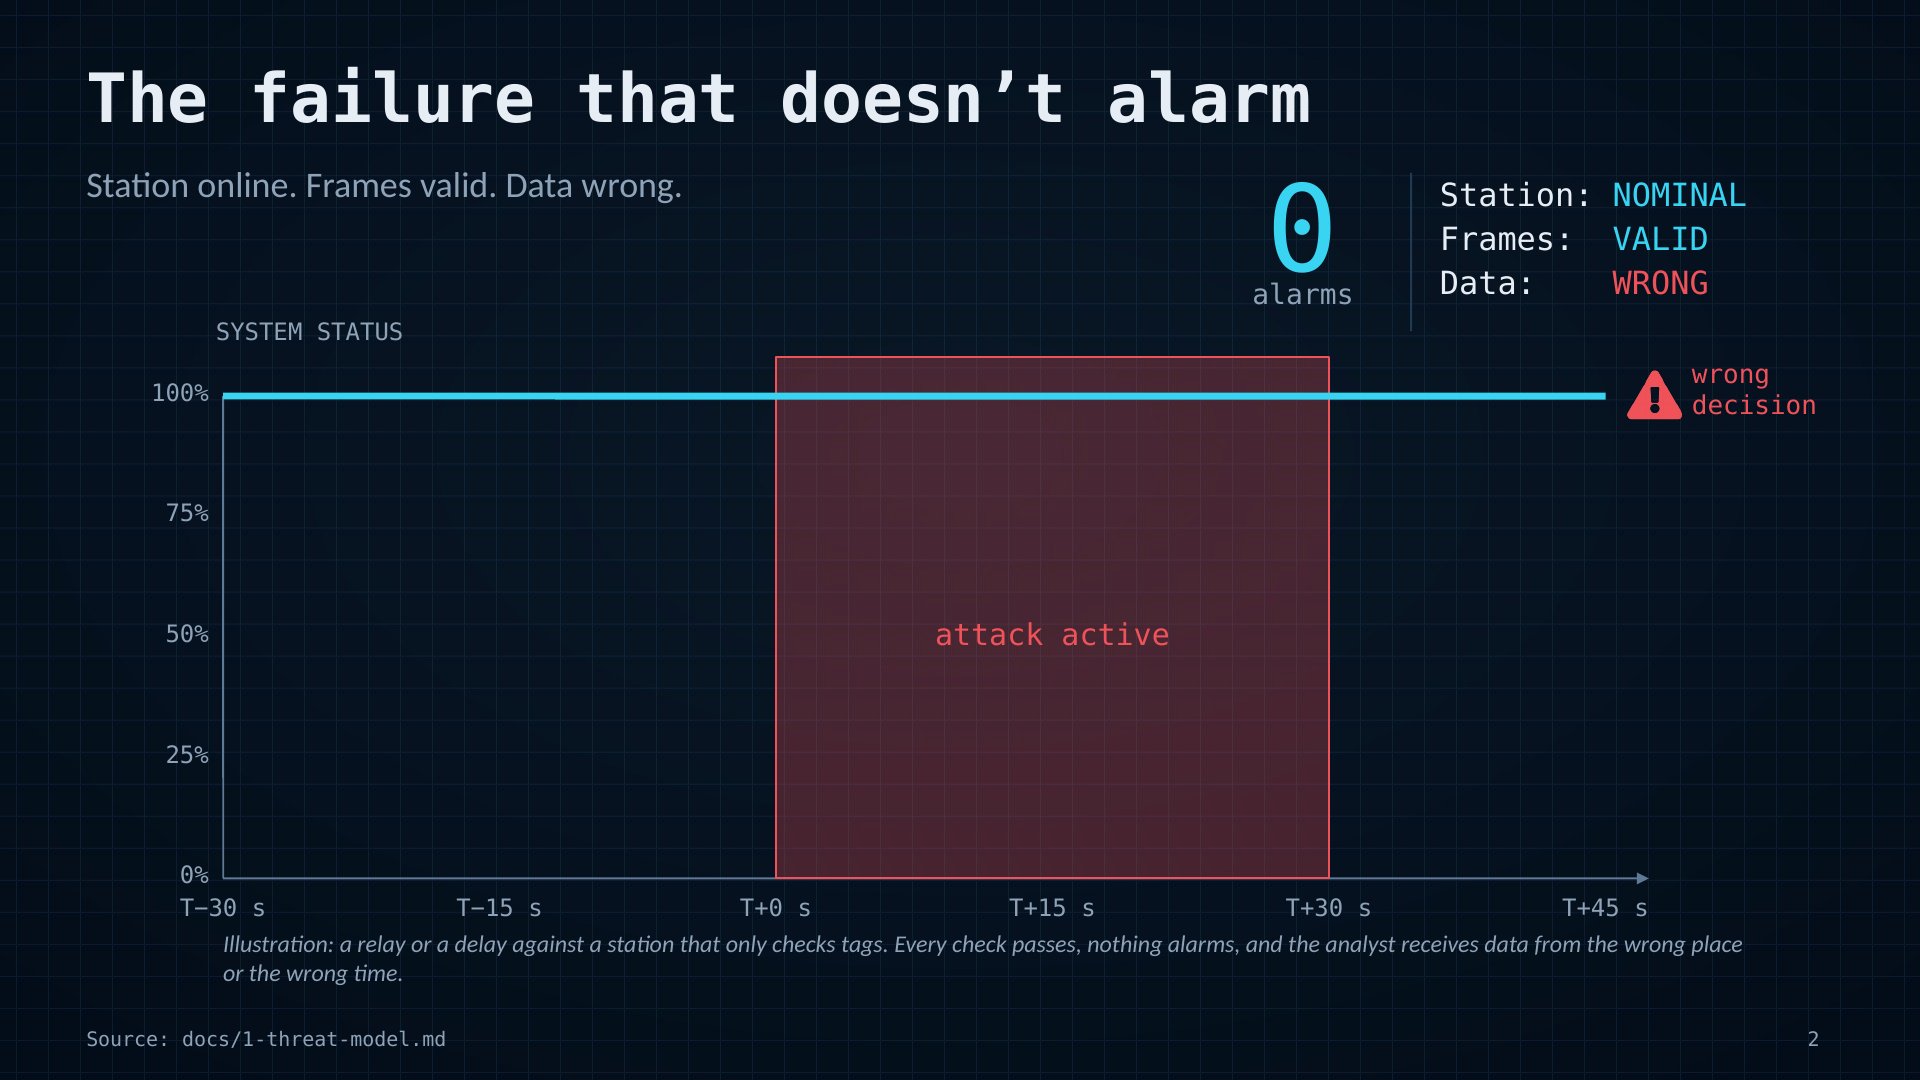 The failure that doesn’t alarm
Station online. Frames valid. Data wrong.
0
alarms
Station: NOMINAL
Frames: VALID
Data: WRONG
SYSTEM STATUS
100%
75%
50%
25%
0%
wrong
decision
attack active
T−30 s
T−15 s
T+0 s
T+15 s
T+30 s
T+45 s
Illustration: a relay or a delay against a station that only checks tags. Every check passes, nothing alarms, and the analyst receives data from the wrong place
or the wrong time.
Source: docs/1-threat-model.md
2